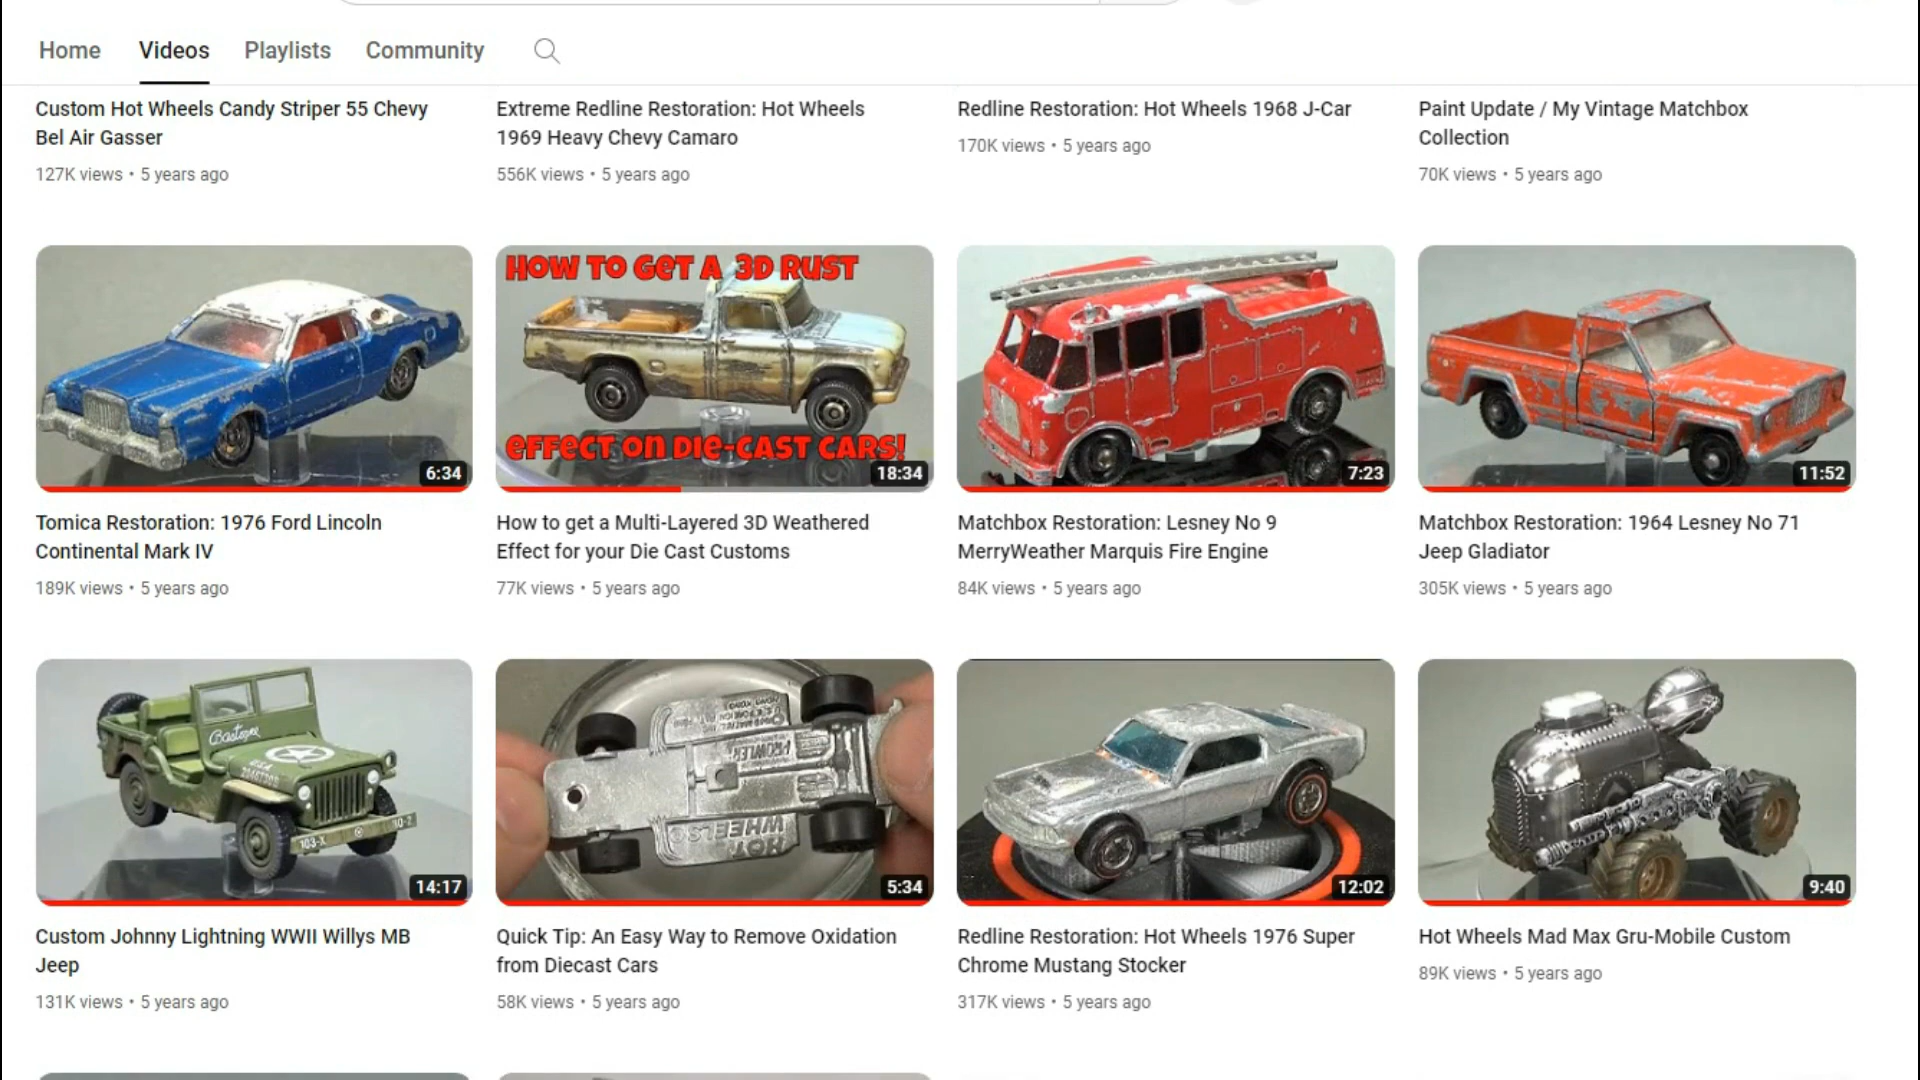 Home Videos Playlists Community
Custom Hot Wheels Candy Striper 55 Chevy
Bel Air Gasser
127K views • 5 years ago
Extreme Redline Restoration: Hot Wheels
1969 Heavy Chevy Camaro
556K views • 5 years ago
Redline Restoration: Hot Wheels 1968 J-Car
170K views • 5 years ago
Paint Update / My Vintage Matchbox
Collection
70K views • 5 years ago
6:34
Tomica Restoration: 1976 Ford Lincoln
Continental Mark IV
189K views • 5 years ago
HOW TO GET A 3D RUST
EFFECT ON DIE-CAST CARS!
18:34
How to get a Multi-Layered 3D Weathered
Effect for your Die Cast Customs
77K views • 5 years ago
7:23
Matchbox Restoration: Lesney No 9
MerryWeather Marquis Fire Engine
84K views • 5 years ago
11:52
Matchbox Restoration: 1964 Lesney No 71
Jeep Gladiator
305K views • 5 years ago
Bastogne
USA
103-X
14:17
Custom Johnny Lightning WWII Willys MB
Jeep
131K views • 5 years ago
PROWLER
HOT WHEELS
5:34
Quick Tip: An Easy Way to Remove Oxidation
from Diecast Cars
58K views • 5 years ago
12:02
Redline Restoration: Hot Wheels 1976 Super
Chrome Mustang Stocker
317K views • 5 years ago
9:40
Hot Wheels Mad Max Gru-Mobile Custom
89K views • 5 years ago